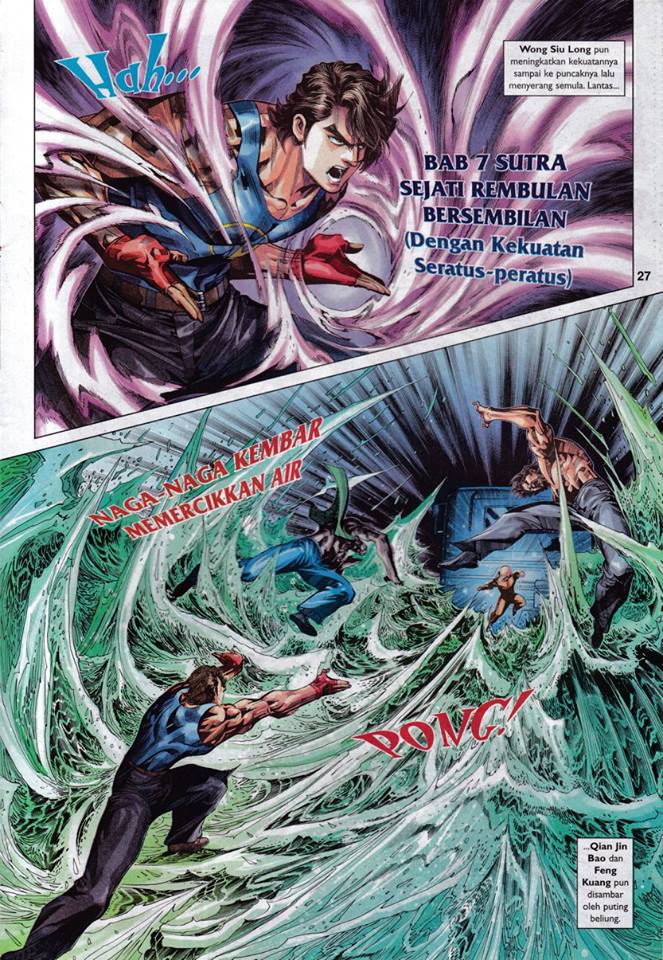 Hah...
Wong Siu Long pun
meningkatkan kekuatannya
sampai ke puncaknya lalu
menyerang semula. Lantas...
BAB 7 SUTRA
SEJATI REMBULAN
BERSEMBILAN
(Dengan Kekuatan
Seratus-peratus)
27
NAGA-NAGA KEMBAR
MEMERCIKKAN AIR
PONG!
...Qian Jin
Bao dan
Feng
Kuang pun
disambar
oleh puting
beliung.